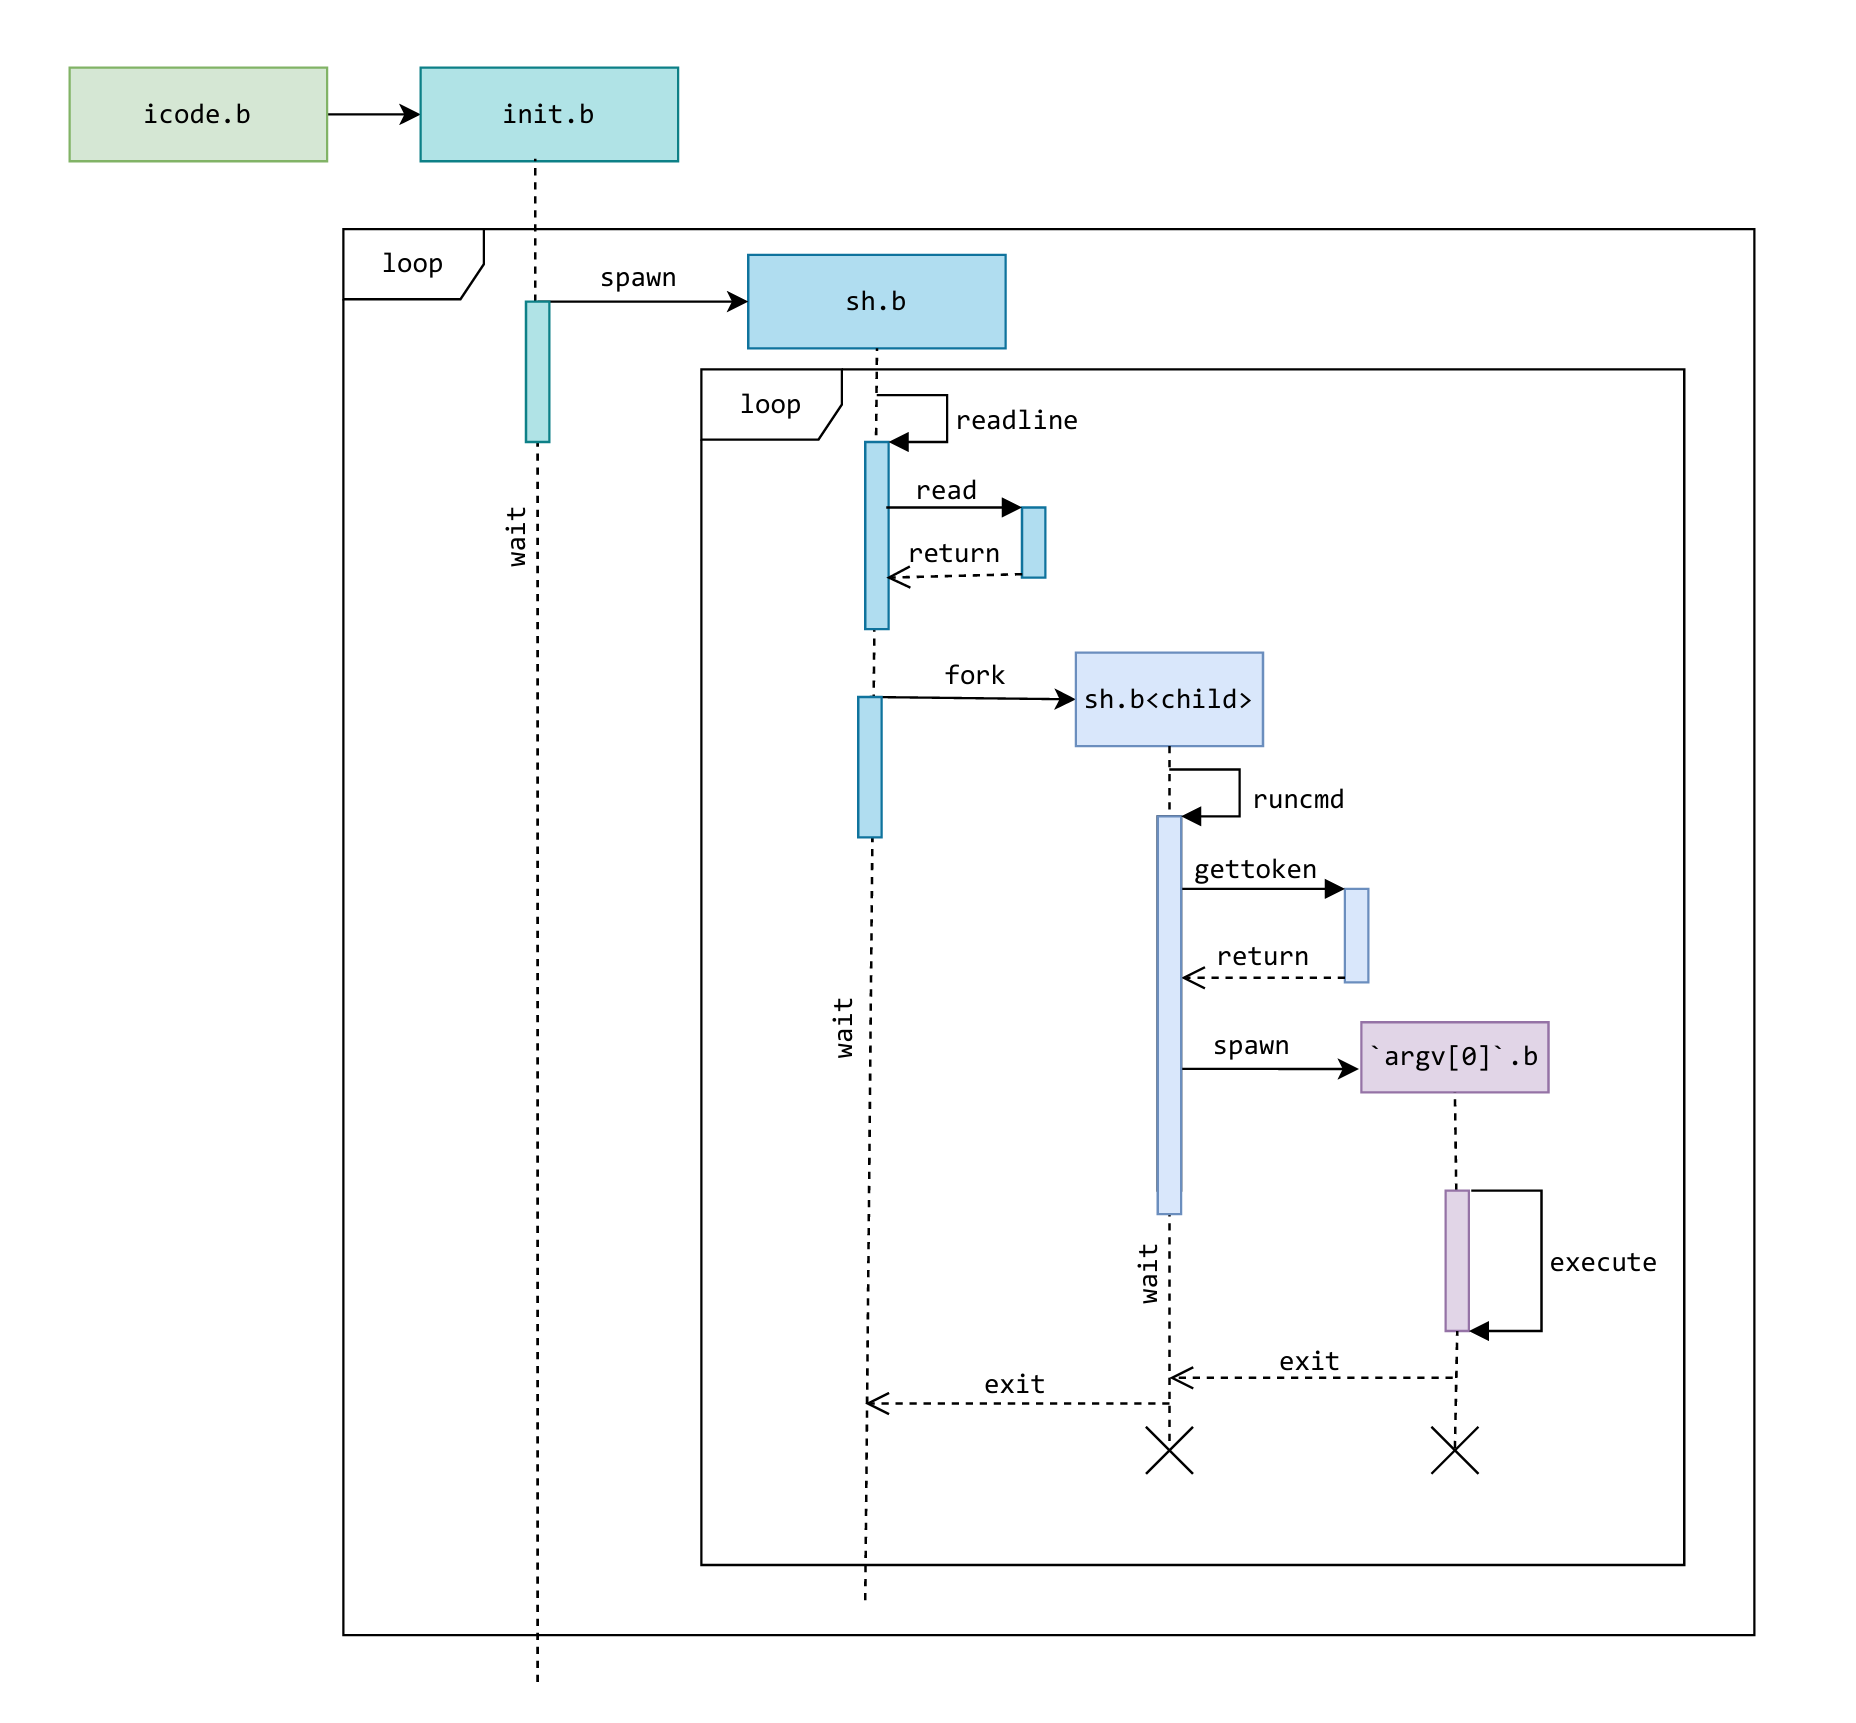 icode.b
init.b
loop
spawn
sh.b
loop
readline
read
return
wait
fork
sh.b<child>
runcmd
gettoken
return
wait
spawn
`argv[0]`.b
wait
execute
exit
exit